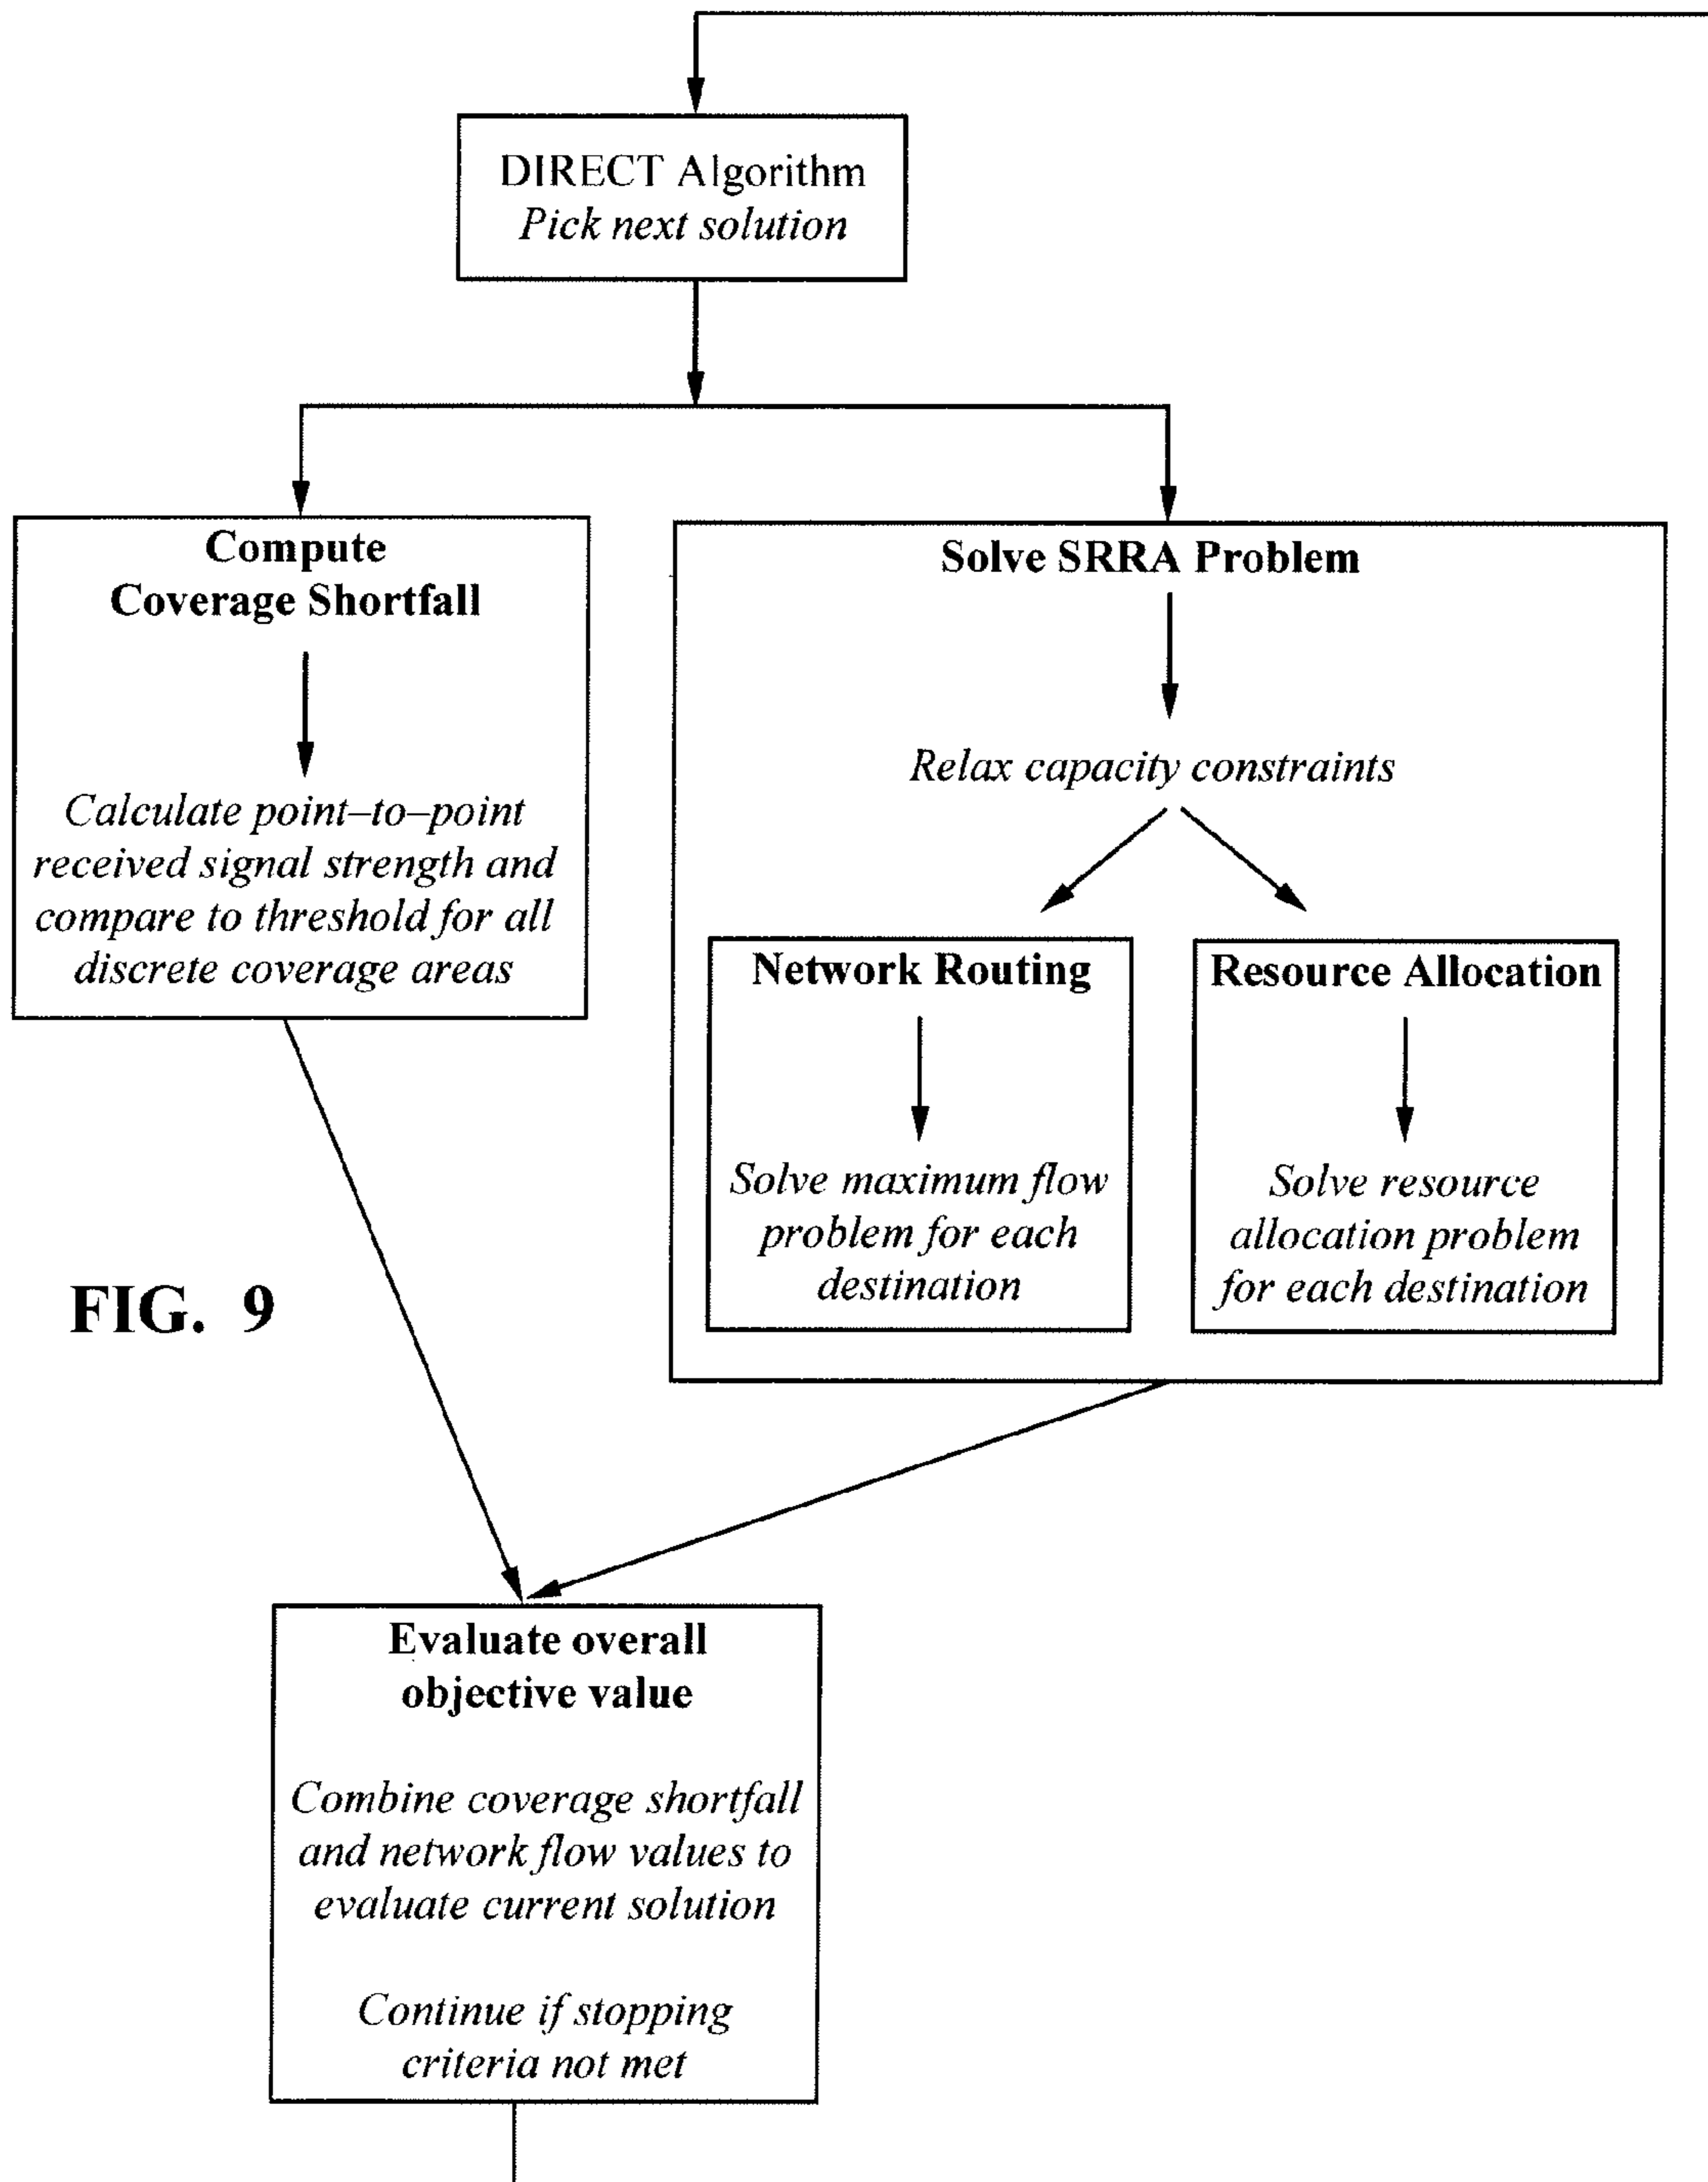 DIRECT Algorithm
Pick next solution
Compute
Coverage Shortfall
Calculate point–to–point
received signal strength and
compare to threshold for all
discrete coverage areas
Solve SRRA Problem
Relax capacity constraints
Network Routing
Solve maximum flow
problem for each
destination
Resource Allocation
Solve resource
allocation problem
for each destination
FIG. 9
Evaluate overall
objective value
Combine coverage shortfall
and network flow values to
evaluate current solution
Continue if stopping
criteria not met